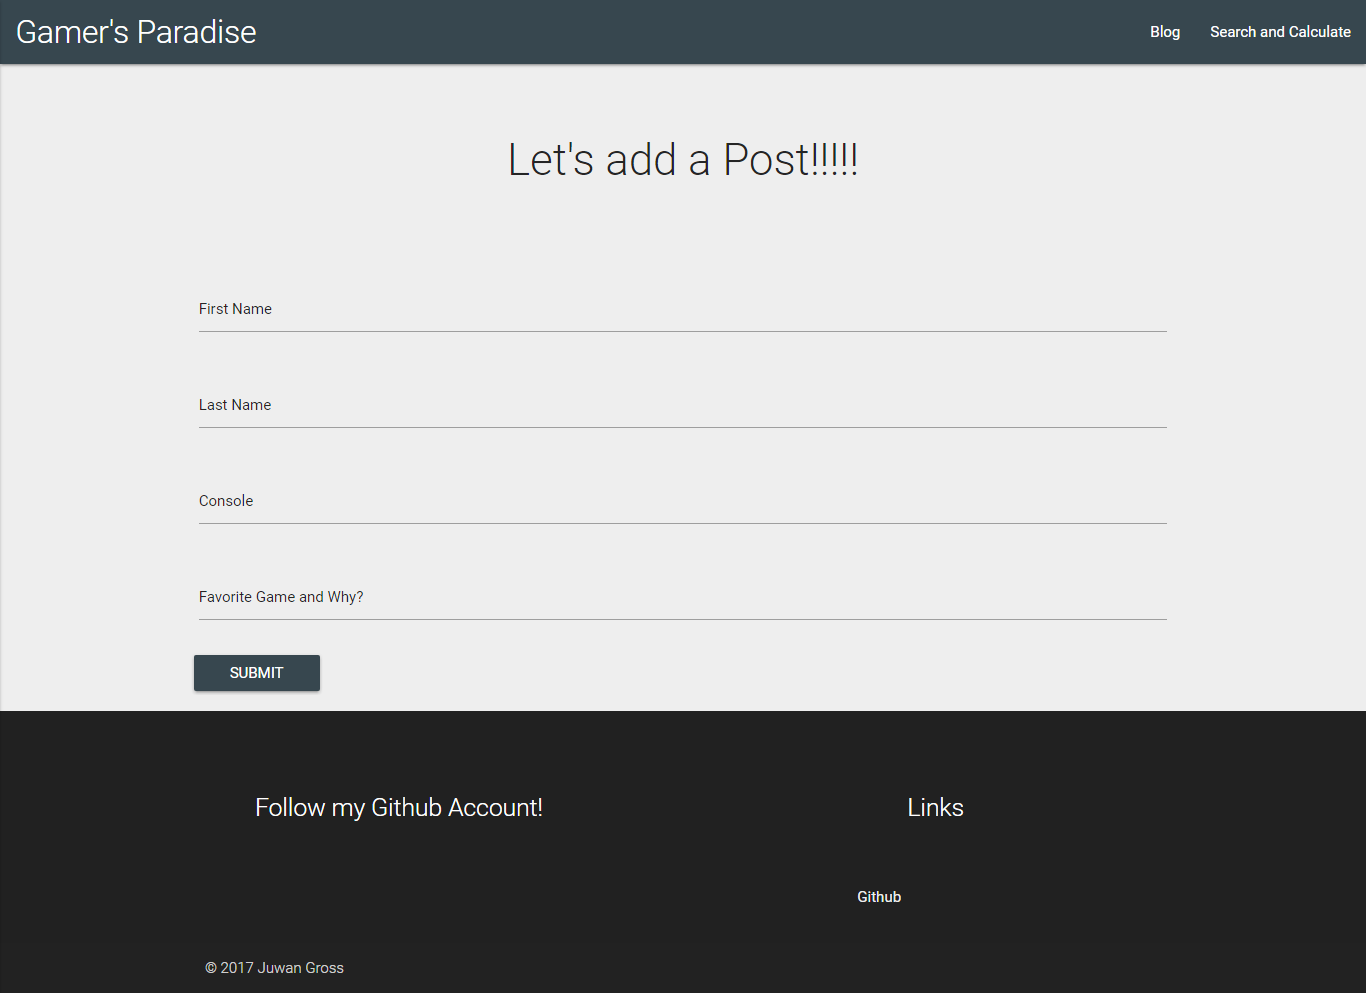 Gamer's Paradise
Blog
Search and Calculate
Let's add a Post!!!!!
First Name
Last Name
Console
Favorite Game and Why?
SUBMIT
Follow my Github Account!
Links
Github
© 2017 Juwan Gross